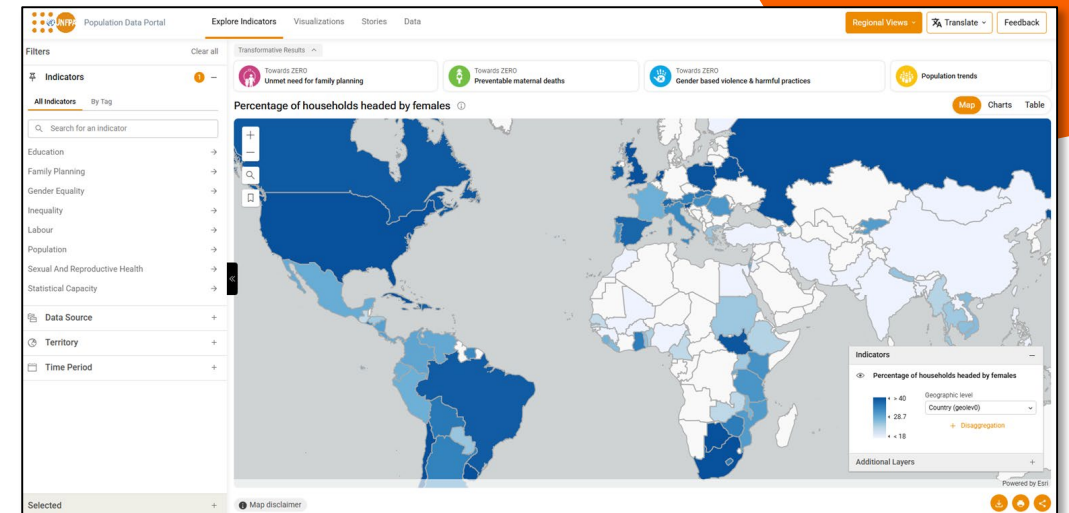 UNFPA
Population Data Portal
Explore Indicators
Visualizations
Stories
Data
Regional Views
Translate
Feedback
Filters
Clear all
Indicators
1
All Indicators
By Tag
Search for an indicator
Education
Family Planning
Gender Equality
Inequality
Labour
Population
Sexual And Reproductive Health
Statistical Capacity
Data Source
Territory
Time Period
Selected
Transformative Results
Towards ZERO
Unmet need for family planning
Towards ZERO
Preventable maternal deaths
Towards ZERO
Gender based violence & harmful practices
Population trends
Percentage of households headed by females
Map
Charts
Table
Indicators
Percentage of households headed by females
> 40
28.7
< 18
Geographic level
Country (geolev0)
+ Disaggregation
Additional Layers
Powered by Esri
Map disclaimer